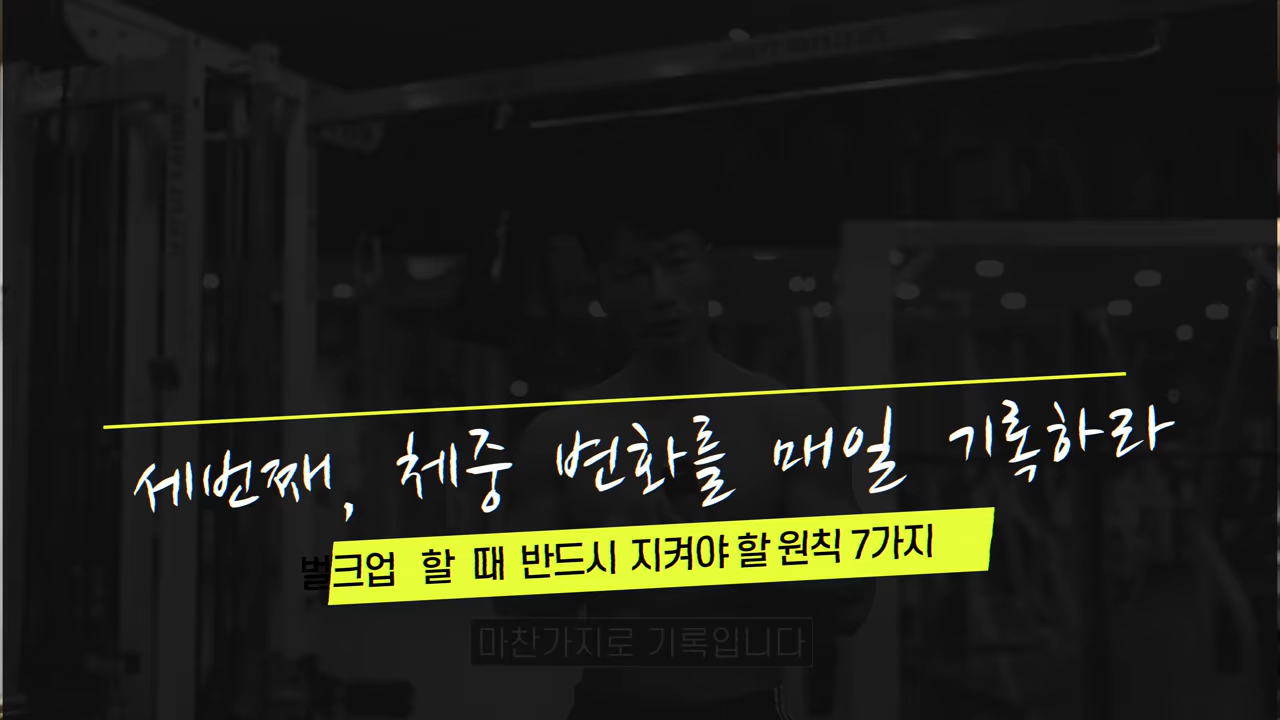 세번째, 체중 변화를 매일 기록하라
벌크업 할 때 반드시 지켜야 할 원칙 7가지
마찬가지로 기록입니다